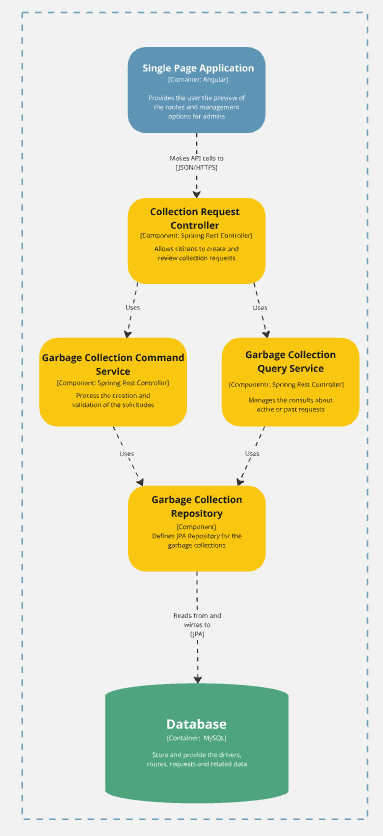 Single Page Application
[Container: Angular]
Provides the user the preview of
the routes and management
options for admins
Makes API calls to
[JSON/HTTPS]
Collection Request
Controller
[Component: Sprinng Rest Controller]
Allows citizens to create and
review collection requests
Uses
Uses
Garbage Collection Command
Service
[Component: Sprinng Rest Controller]
Process the creation and
validation of the solicitudes
Garbage Collection
Query Service
[Component: Sprinng Rest Controller]
Manages the consults about
active or past requests
Uses
Uses
Garbage Collection
Repository
[Component]
Defines JPA Repository for the
garbage collections
Reads from and
wirtes to
[JPA]
Database
[Container: MySQL]
Store and provide the drivers,
routes, requests and related data